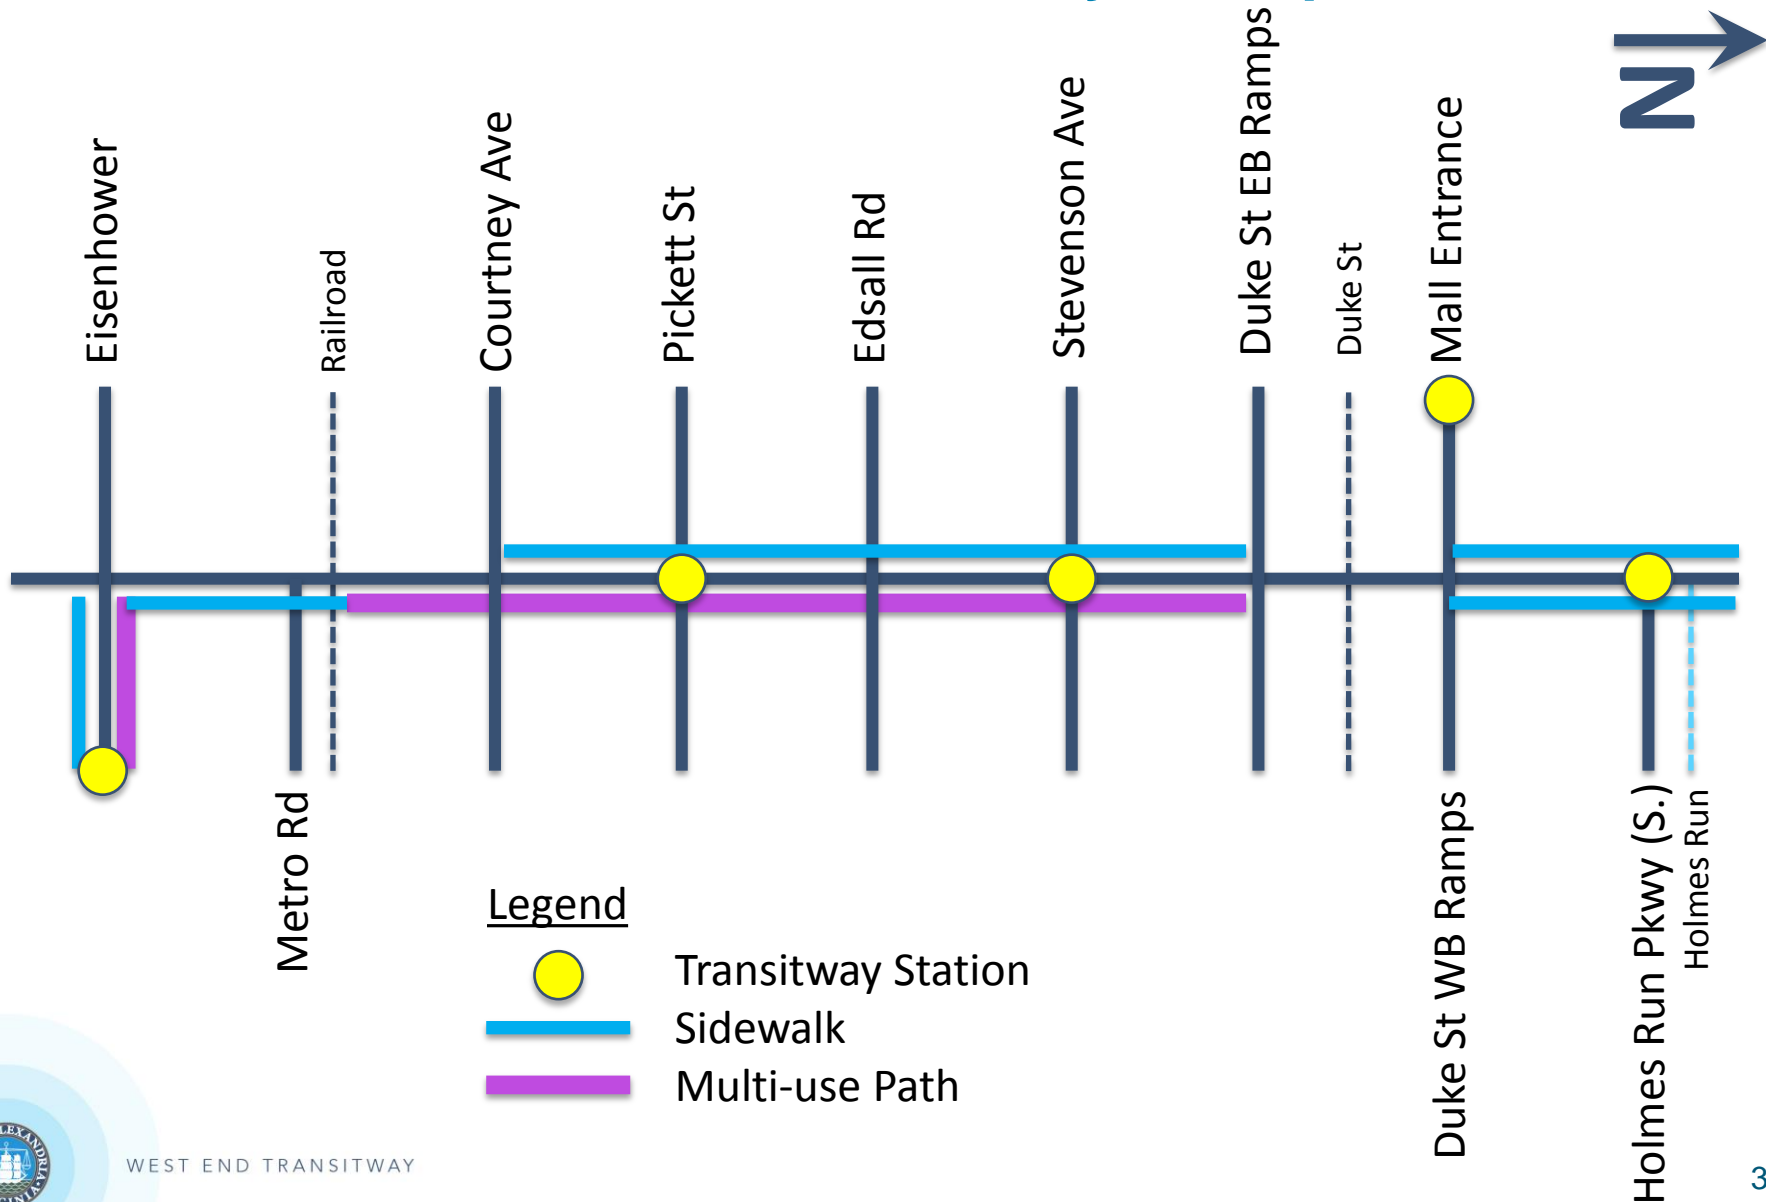 N
Eisenhower
Railroad
Courtney Ave
Pickett St
Edsall Rd
Stevenson Ave
Duke St EB Ramps
Duke St
Mall Entrance
Metro Rd
Duke St WB Ramps
Holmes Run Pkwy (S.)
Holmes Run
Legend
Transitway Station
Sidewalk
Multi-use Path
WEST END TRANSITWAY
3